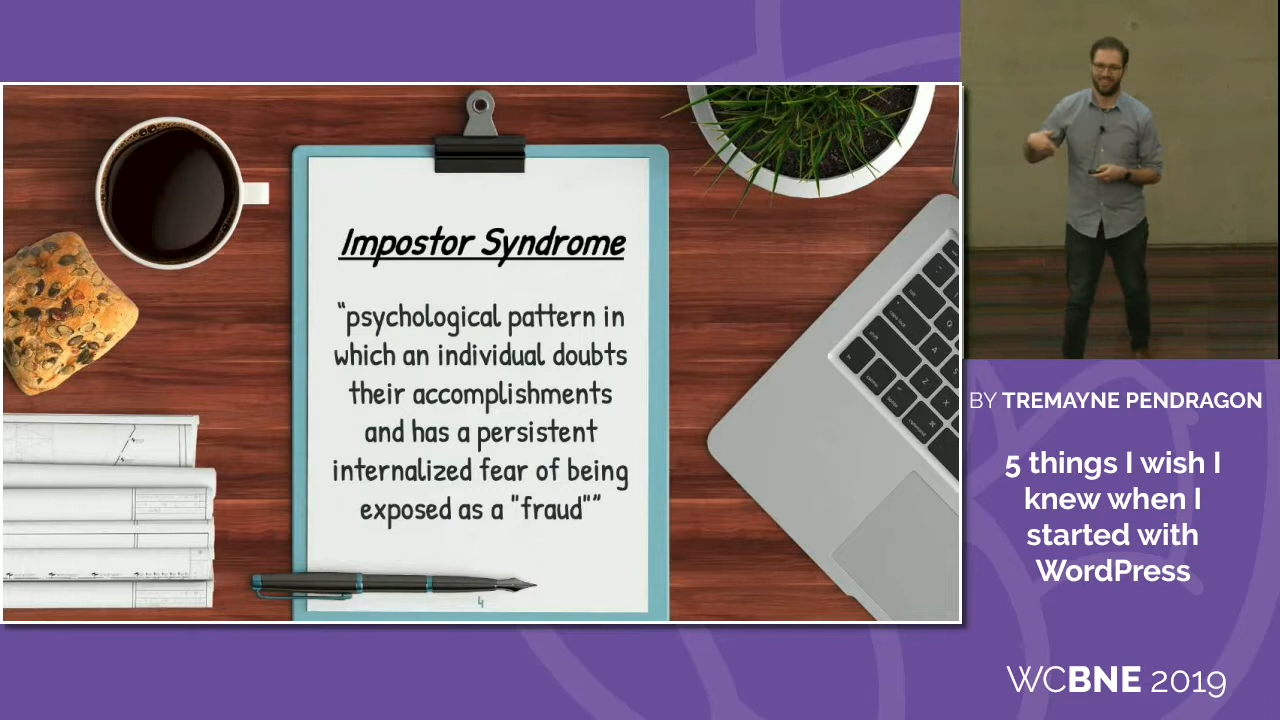 Impostor Syndrome
“psychological pattern in
which an individual doubts
their accomplishments
and has a persistent
internalized fear of being
exposed as a "fraud"”
4
BY TREMAYNE PENDRAGON
5 things I wish I
knew when I
started with
WordPress
WCBNE 2019